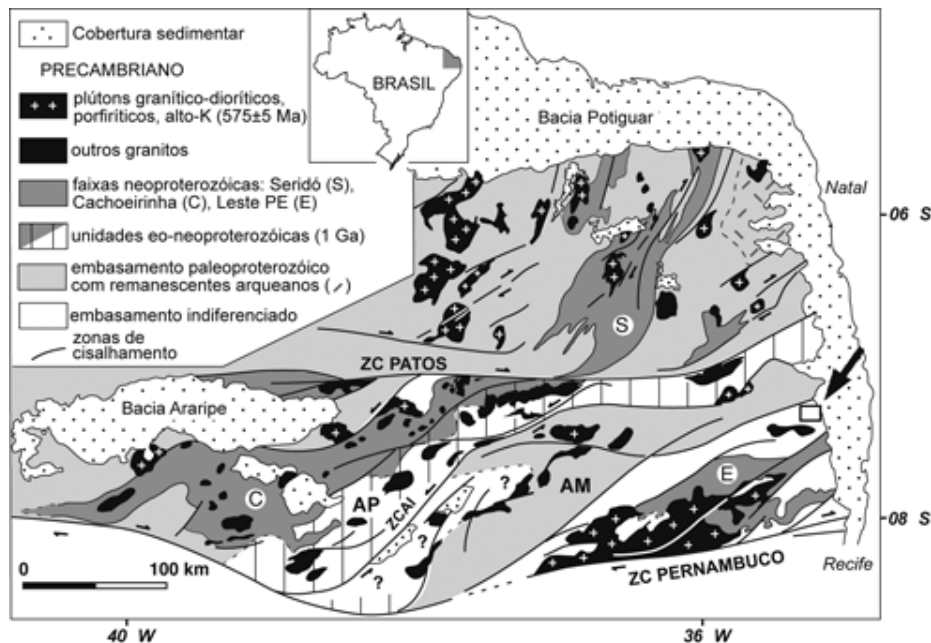 Cobertura sedimentar
PRECAMBRIANO
plútons granítico-dioríticos,
porfiríticos, alto-K (575±5 Ma)
outros granitos
faixas neoproterozóicas: Seridó (S),
Cachoeirinha (C), Leste PE (E)
unidades eo-neoproterozóicas (1 Ga)
embasamento paleoproterozóico
com remanescentes arqueanos ( )
embasamento indiferenciado
zonas de
cisalhamento
BRASIL
Bacia Potiguar
Natal
06 S
S
ZC PATOS
Bacia Araripe
E
C
AP
ZCAI
?
AM
?
?
08 S
0 100 km
ZC PERNAMBUCO
Recife
40 W
36 W